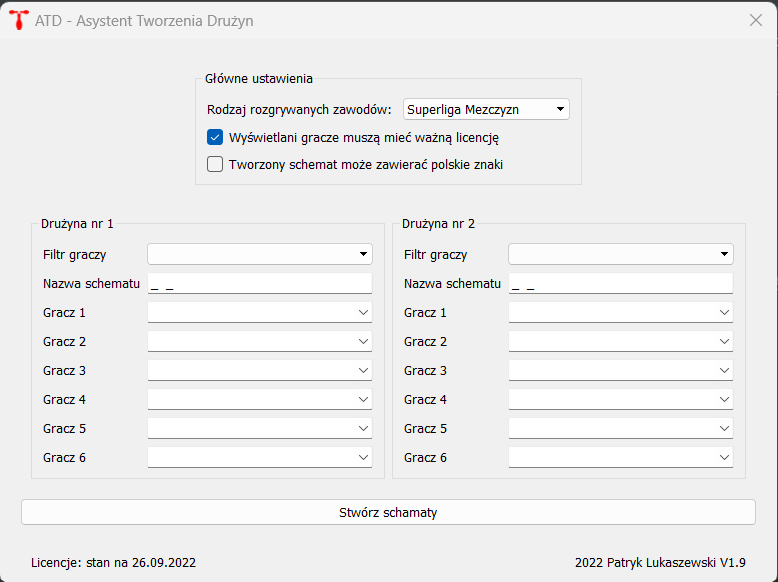 ATD - Asystent Tworzenia Drużyn
Główne ustawienia
Rodzaj rozgrywanych zawodów: Superliga Mezczyzn
Wyświetlani gracze muszą mieć ważną licencję
Tworzony schemat może zawierać polskie znaki
Drużyna nr 1
Filtr graczy
Nazwa schematu _ _
Gracz 1
Gracz 2
Gracz 3
Gracz 4
Gracz 5
Gracz 6
Drużyna nr 2
Filtr graczy
Nazwa schematu _ _
Gracz 1
Gracz 2
Gracz 3
Gracz 4
Gracz 5
Gracz 6
Stwórz schamaty
Licencje: stan na 26.09.2022
2022 Patryk Lukaszewski V1.9